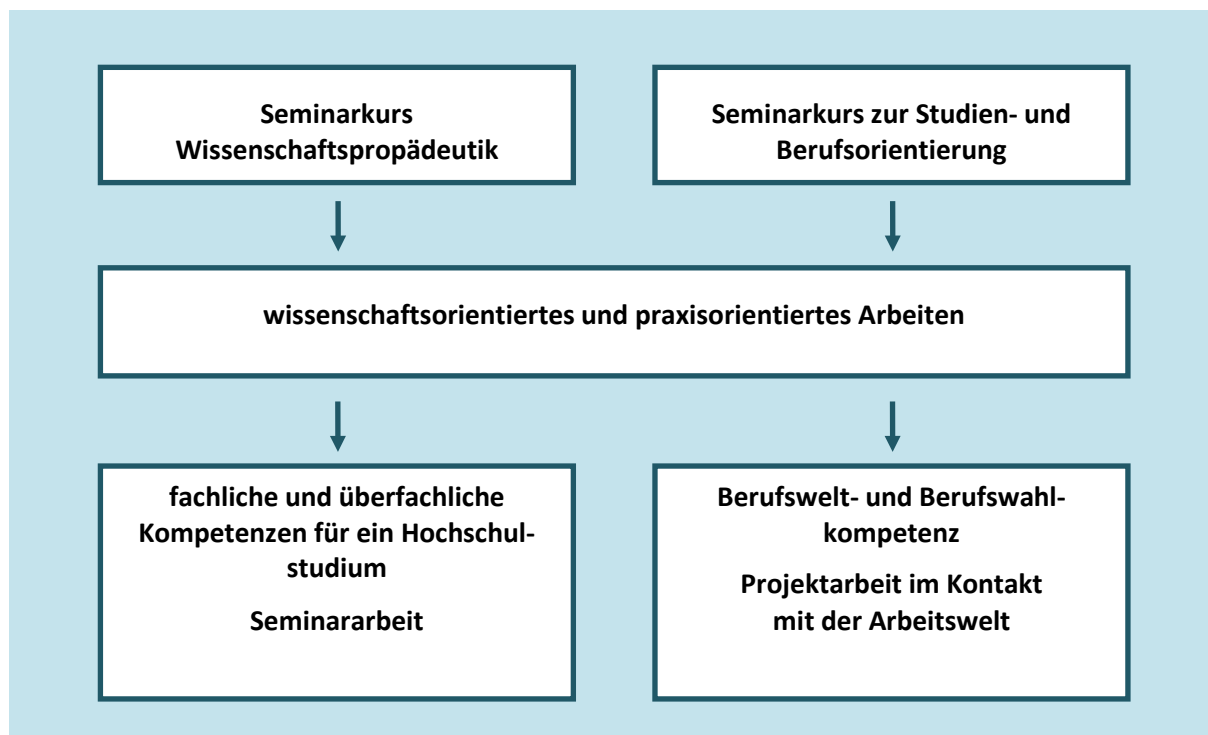 Seminarkurs
Wissenschaftspropädeutik
Seminarkurs zur Studien- und
Berufsorientierung
wissenschaftsorientiertes und praxisorientiertes Arbeiten
fachliche und überfachliche
Kompetenzen für ein Hochschul-
studium
Seminararbeit
Berufswelt- und Berufswahl-
kompetenz
Projektarbeit im Kontakt
mit der Arbeitswelt